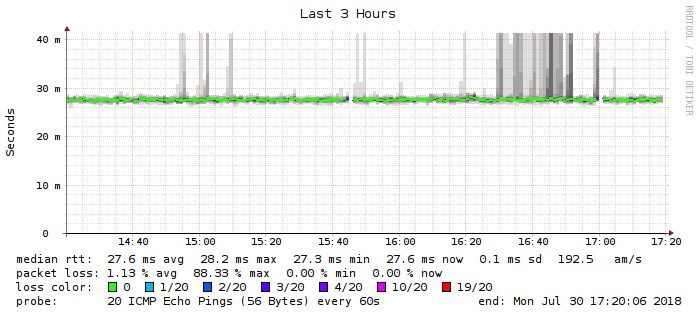 Last 3 Hours
RRDTOOL / TOBI OETIKER
Seconds
40 m
30 m
20 m
10 m
0
14:40 15:00 15:20 15:40 16:00 16:20 16:40 17:00 17:20
median rtt: 27.6 ms avg 28.2 ms max 27.3 ms min 27.6 ms now 0.1 ms sd 192.5 am/s
packet loss: 1.13 % avg 88.33 % max 0.00 % min 0.00 % now
loss color: 0 1/20 2/20 3/20 4/20 10/20 19/20
probe: 20 ICMP Echo Pings (56 Bytes) every 60s end: Mon Jul 30 17:20:06 2018